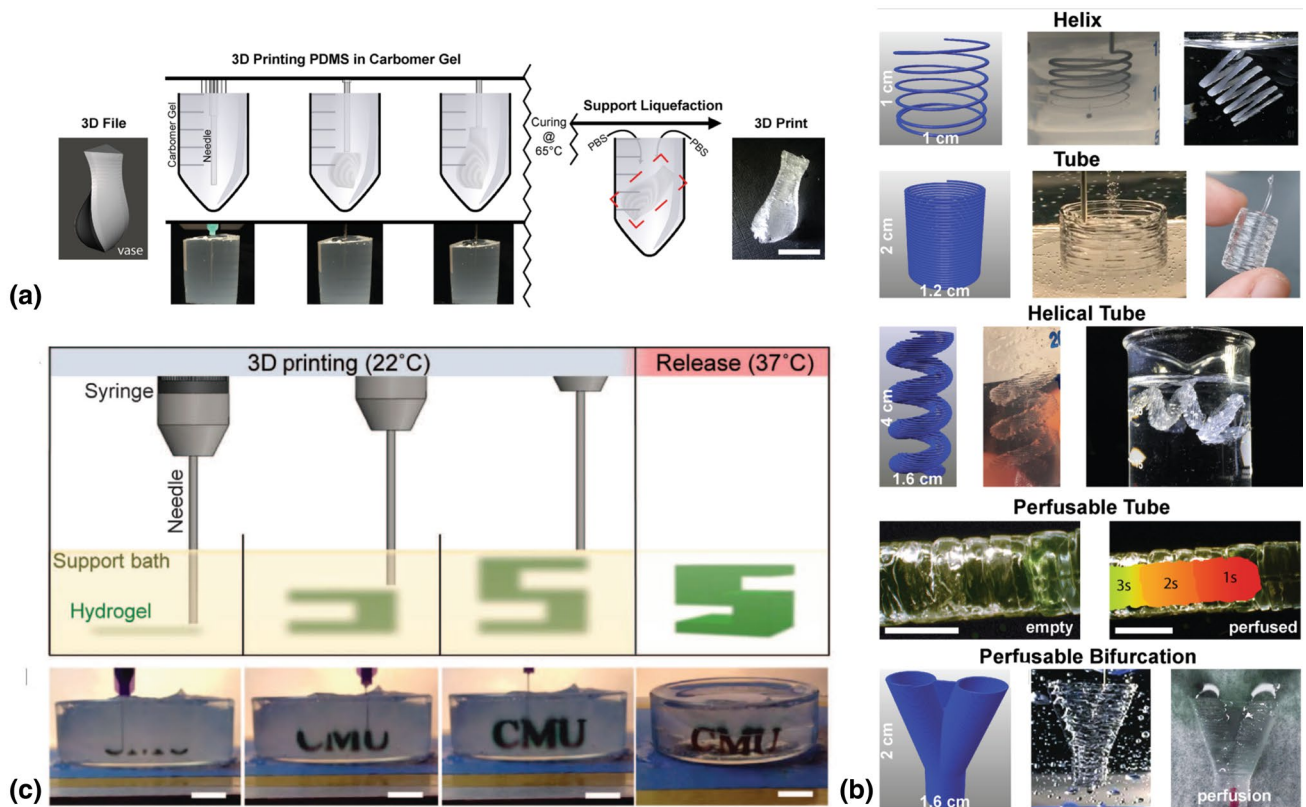 3D Printing PDMS in Carbomer Gel
3D File
Carbomer Gel
Needle
Curing
@
65°C
Support Liquefaction
PBS
PBS
3D Print
vase
(a)
3D printing (22°C)
Release (37°C)
Syringe
Needle
Support bath
Hydrogel
CMU
CMU
CMU
(c)
Helix
1 cm
1 cm
Tube
2 cm
1.2 cm
Helical Tube
4 cm
1.6 cm
Perfusable Tube
empty
3s
2s
1s
perfused
Perfusable Bifurcation
2 cm
1.6 cm
perfusion
(b)